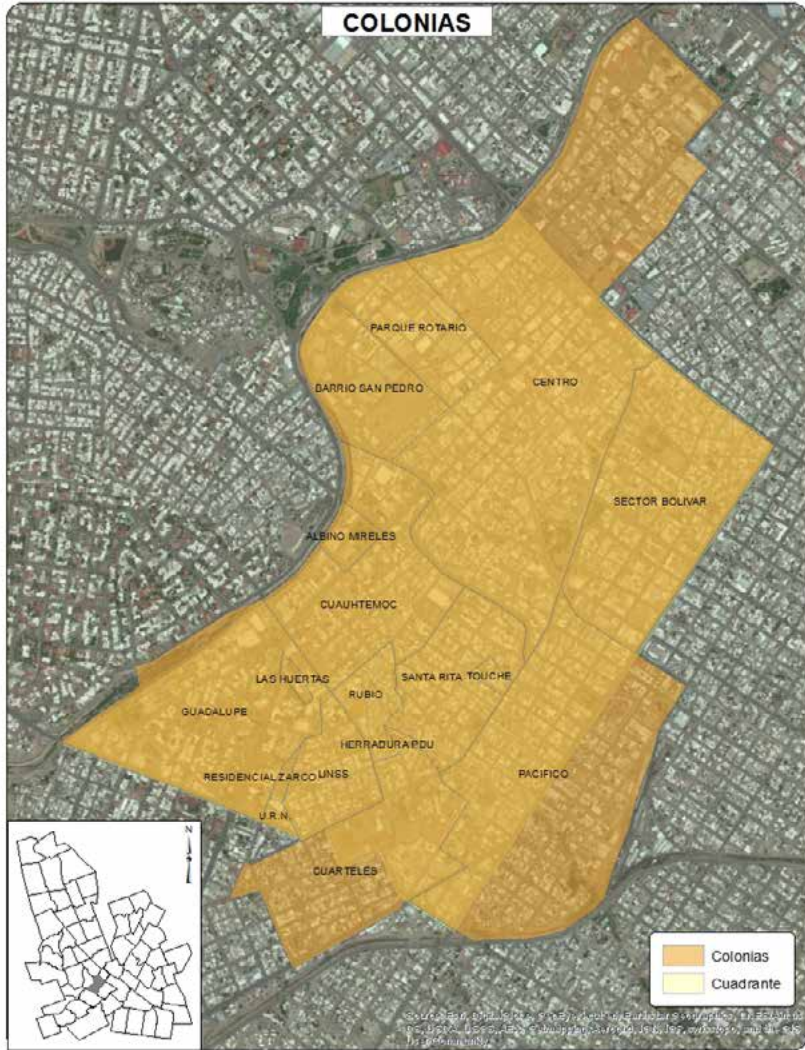 COLONIAS
PARQUE ROTARIO
CENTRO
BARRIO SAN PEDRO
SECTOR BOLIVAR
ALBINO MIRELES
CUAUHTEMOC
LAS HUERTAS
SANTA RITA TOUCHE
RUBIO
GUADALUPE
HERRADURA PDU
RESIDENCIAL ZARCO UNSS
PACIFICO
U.R.N.
CUARTELES
N
Colonias
Cuadrante